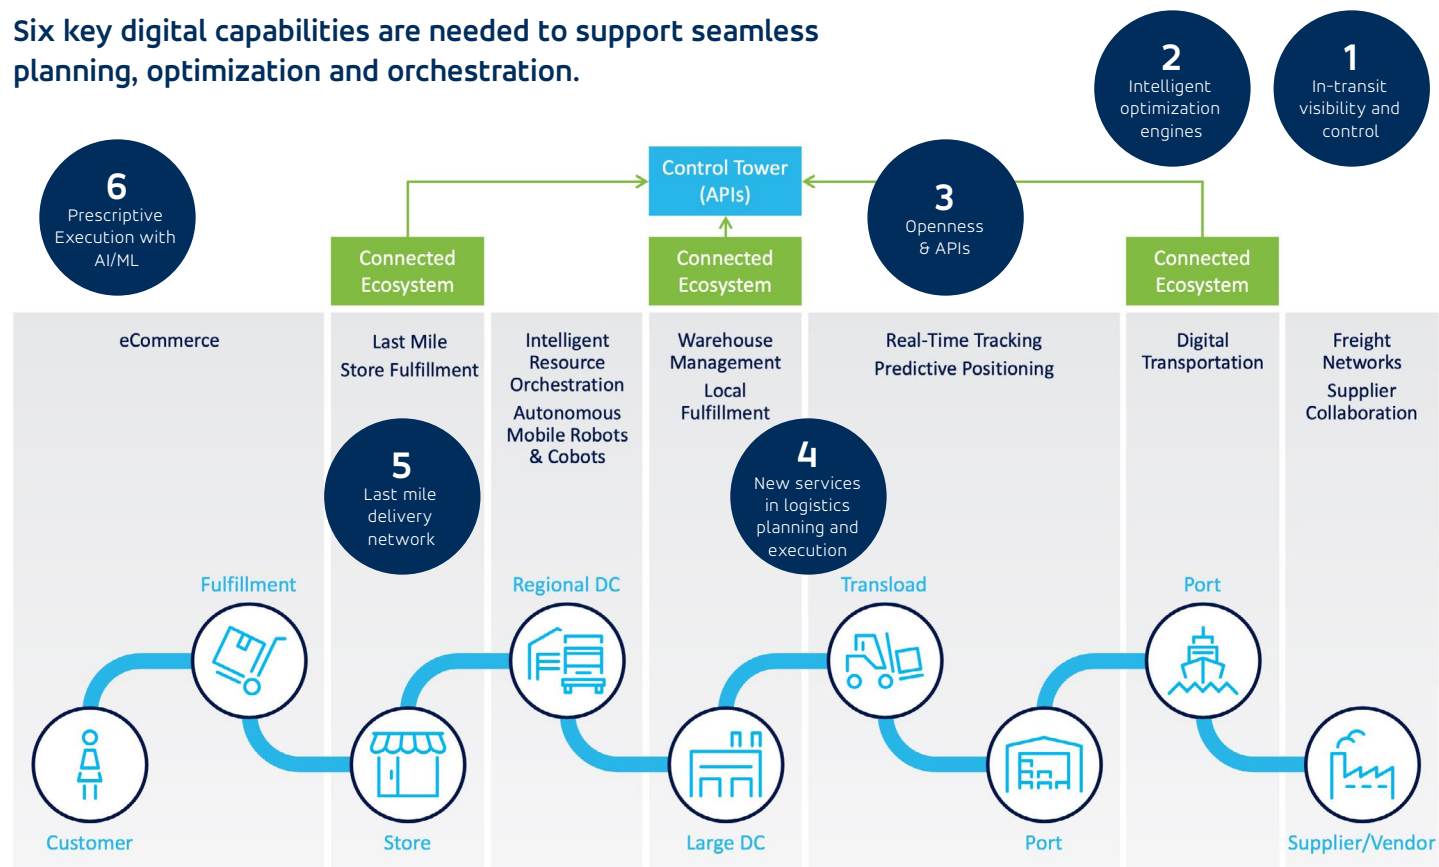 Six key digital capabilities are needed to support seamless
planning, optimization and orchestration.
2
Intelligent
optimization
engines
1
In-transit
visibility and
control
6
Prescriptive
Execution with
AI/ML
Control Tower
(APIs)
3
Openness
& APIs
Connected
Ecosystem
Connected
Ecosystem
Connected
Ecosystem
eCommerce
Last Mile
Store Fulfillment
Intelligent
Resource
Orchestration
Autonomous
Mobile Robots
& Cobots
Warehouse
Management
Local
Fulfillment
Real-Time Tracking
Predictive Positioning
Digital
Transportation
Freight
Networks
Supplier
Collaboration
5
Last mile
delivery
network
4
New services
in logistics
planning and
execution
Fulfillment
Regional DC
Transload
Port
Customer
Store
Large DC
Port
Supplier/Vendor